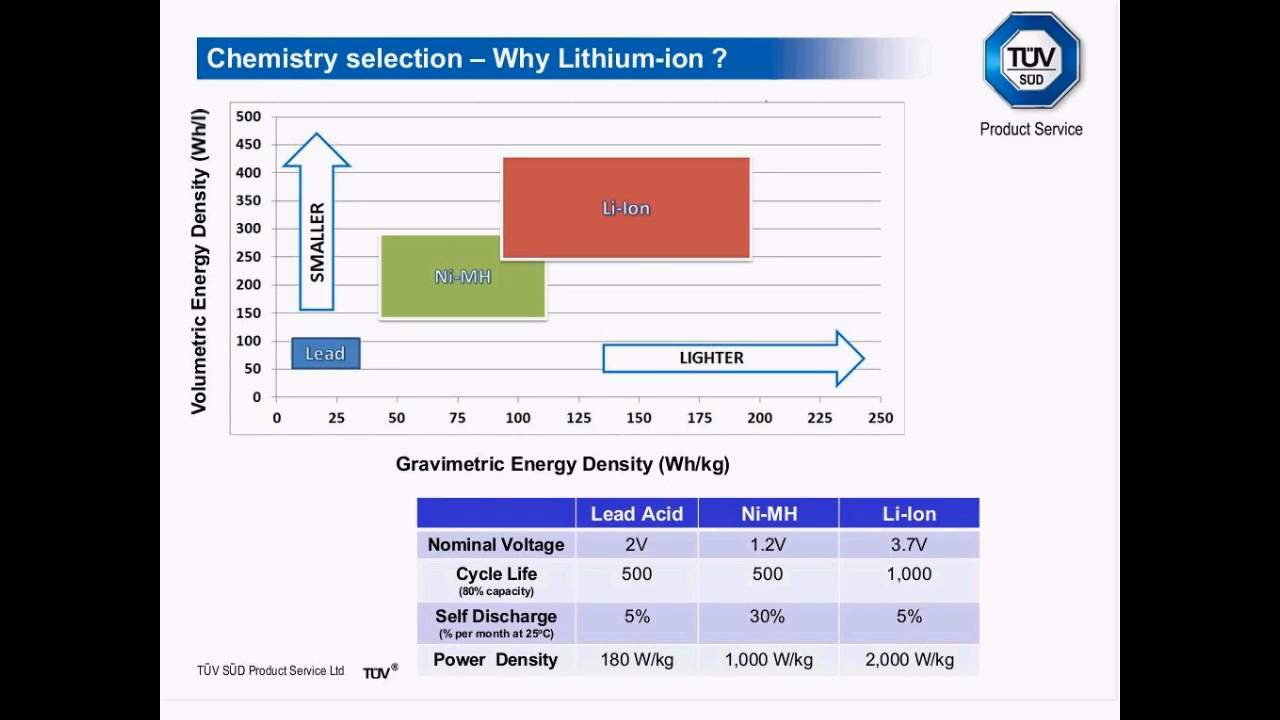 Chemistry selection – Why Lithium-ion ?
TÜV
SÜD
Product Service
Volumetric Energy Density (Wh/l)
500
450
400
350
300
250
200
150
100
50
0
SMALLER
Li-Ion
Ni-MH
Lead
LIGHTER
0 25 50 75 100 125 150 175 200 225 250
Gravimetric Energy Density (Wh/kg)
Lead Acid Ni-MH Li-Ion
Nominal Voltage 2V 1.2V 3.7V
Cycle Life 500 500 1,000
(80% capacity)
Self Discharge 5% 30% 5%
(% per month at 25°C)
Power Density 180 W/kg 1,000 W/kg 2,000 W/kg
TÜV SÜD Product Service Ltd TÜV®